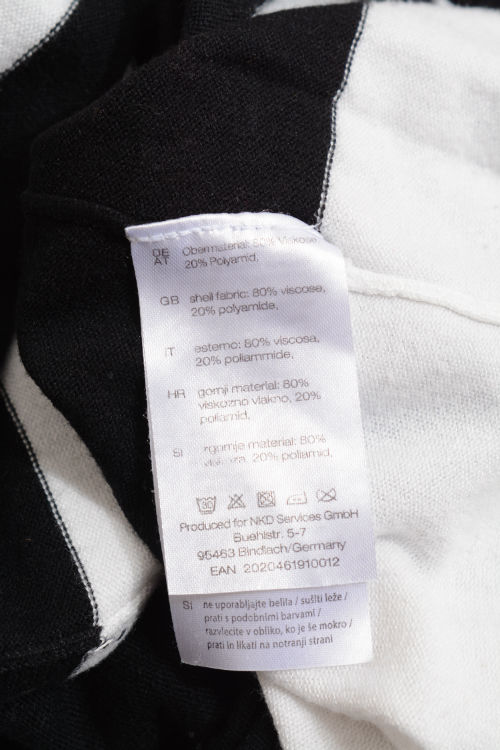 DE AT Obermaterial: 80% Viskose,
20% Polyamid,
GB shell fabric: 80% viscose,
20% polyamide,
IT esterno: 80% viscosa,
20% poliammide,
HR gornji material: 80%
viskozno vlakno, 20%
poliamid,
SI zgornje material: 80%
viskoza, 20% poliamid,
30
Produced for NKD Services GmbH
Buehlstr. 5-7
95463 Bindlach/Germany
EAN 2020461910012
SI ne uporabljajte belila / sušiti leže /
prati s podobnimi barvami /
razvlecite v obliko, ko je še mokro /
prati in likati na notranji strani